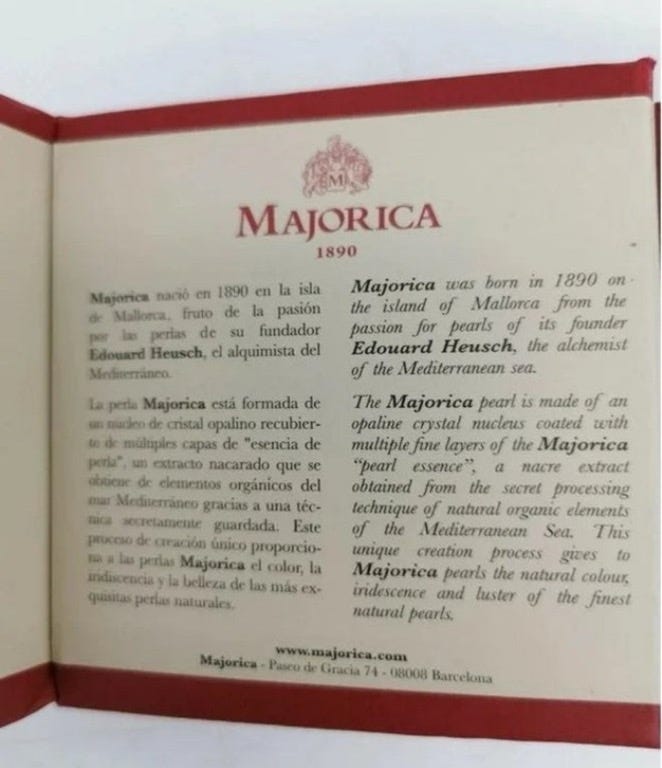 M
MAJORICA
1890
Majorica nació en 1890 en la isla
de Mallorca, fruto de la pasión
por las perlas de su fundador
Edouard Heusch, el alquimista del
Mediterráneo.
La perla Majorica está formada de
un núcleo de cristal opalino recubier-
to de múltiples capas de "esencia de
perla", un extracto nacarado que se
obtiene de elementos orgánicos del
mar Mediterráneo gracias a una téc-
nica secretamente guardada. Este
proceso de creación único proporcio-
na a las perlas Majorica el color, la
iridiscencia y la belleza de las más ex-
quisitas perlas naturales.
Majorica was born in 1890 on
the island of Mallorca from the
passion for pearls of its founder
Edouard Heusch, the alchemist
of the Mediterranean sea.
The Majorica pearl is made of an
opaline crystal nucleus coated with
multiple fine layers of the Majorica
“pearl essence”, a nacre extract
obtained from the secret processing
technique of natural organic elements
of the Mediterranean Sea. This
unique creation process gives to
Majorica pearls the natural colour,
iridescence and luster of the finest
natural pearls.
www.majorica.com
Majorica - Paseo de Gracia 74 - 08008 Barcelona